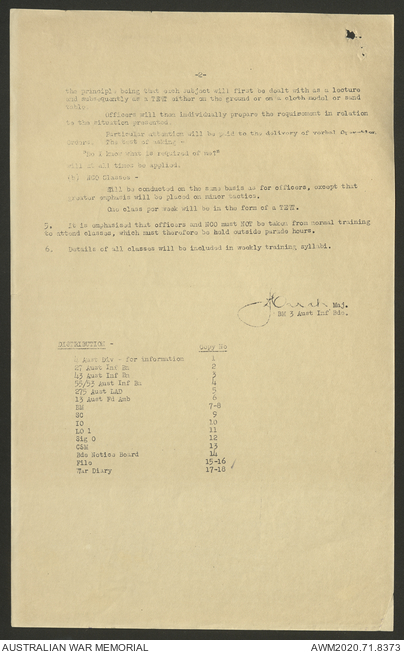 -2-
the principle being that each subject will first be dealt with as a lecture
and subsequently as a TEWT either on the ground or on a cloth model or sand
table.
Officers will then individually prepare the requirement in relation
to the situation presented.
Particular attention will be paid to the delivery of verbal Operation
Orders. The test of asking -
"Do I know what is required of me?"
will at all times be applied.
(b) NCO Classes -
Will be conducted on the same basis as for officers, except that
greater emphasis will be placed on minor tactics.
One class per week will be in the form of a TEWT.
5. It is emphasised that officers and NCO must NOT be taken from normal training
to attend classes, which must therefore be held outside parade hours.
6. Details of all classes will be included in weekly training syllabi.
Maj.
BM 3 Aust Inf Bde.
DISTRIBUTION - Copy No
Aust Div - for information 1
Aust Inf Bn 2
43 Aust Inf Bn 3
55/53 Aust Inf Bn 4
275 Aust LAD 5
13 Aust Fd Amb 6
BM 7-8
SC 9
IO 10
LO 1 11
Sig O 12
CSM 13
Bde Notice Board 14
File 15-16
War Diary 17-18
AUSTRALIAN WAR MEMORIAL AWM2020.71.8373